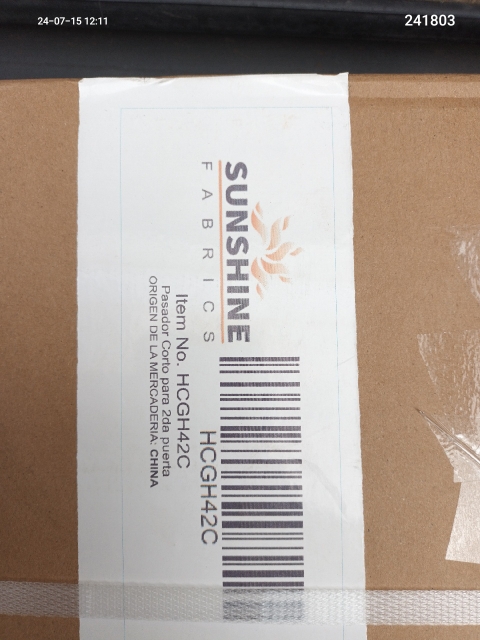 24-07-15 12:11
241803
SUNSHINE
FABRICS
HCGH42C
Item No. HCGH42C
Pasador Corto para 2da puerta
ORIGEN DE LA MERCADERIA: CHINA